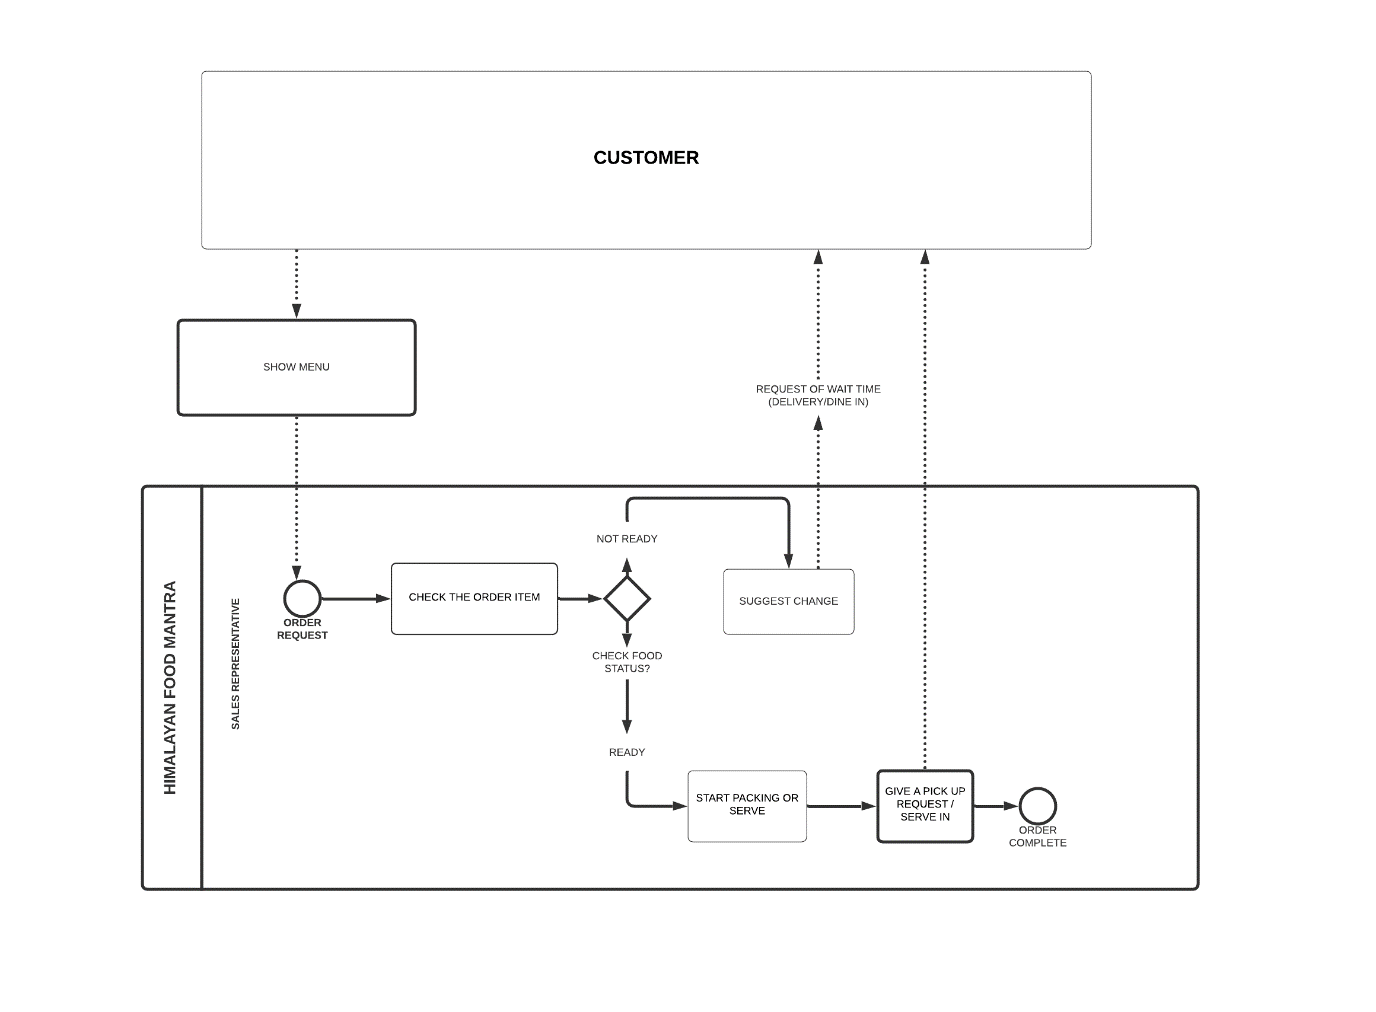 CUSTOMER
SHOW MENU
REQUEST OF WAIT TIME
(DELIVERY/DINE IN)
HIMALAYAN FOOD MANTRA
SALES REPRESENTATIVE
ORDER
REQUEST
CHECK THE ORDER ITEM
NOT READY
SUGGEST CHANGE
CHECK FOOD
STATUS?
READY
START PACKING OR
SERVE
GIVE A PICK UP
REQUEST /
SERVE IN
ORDER
COMPLETE